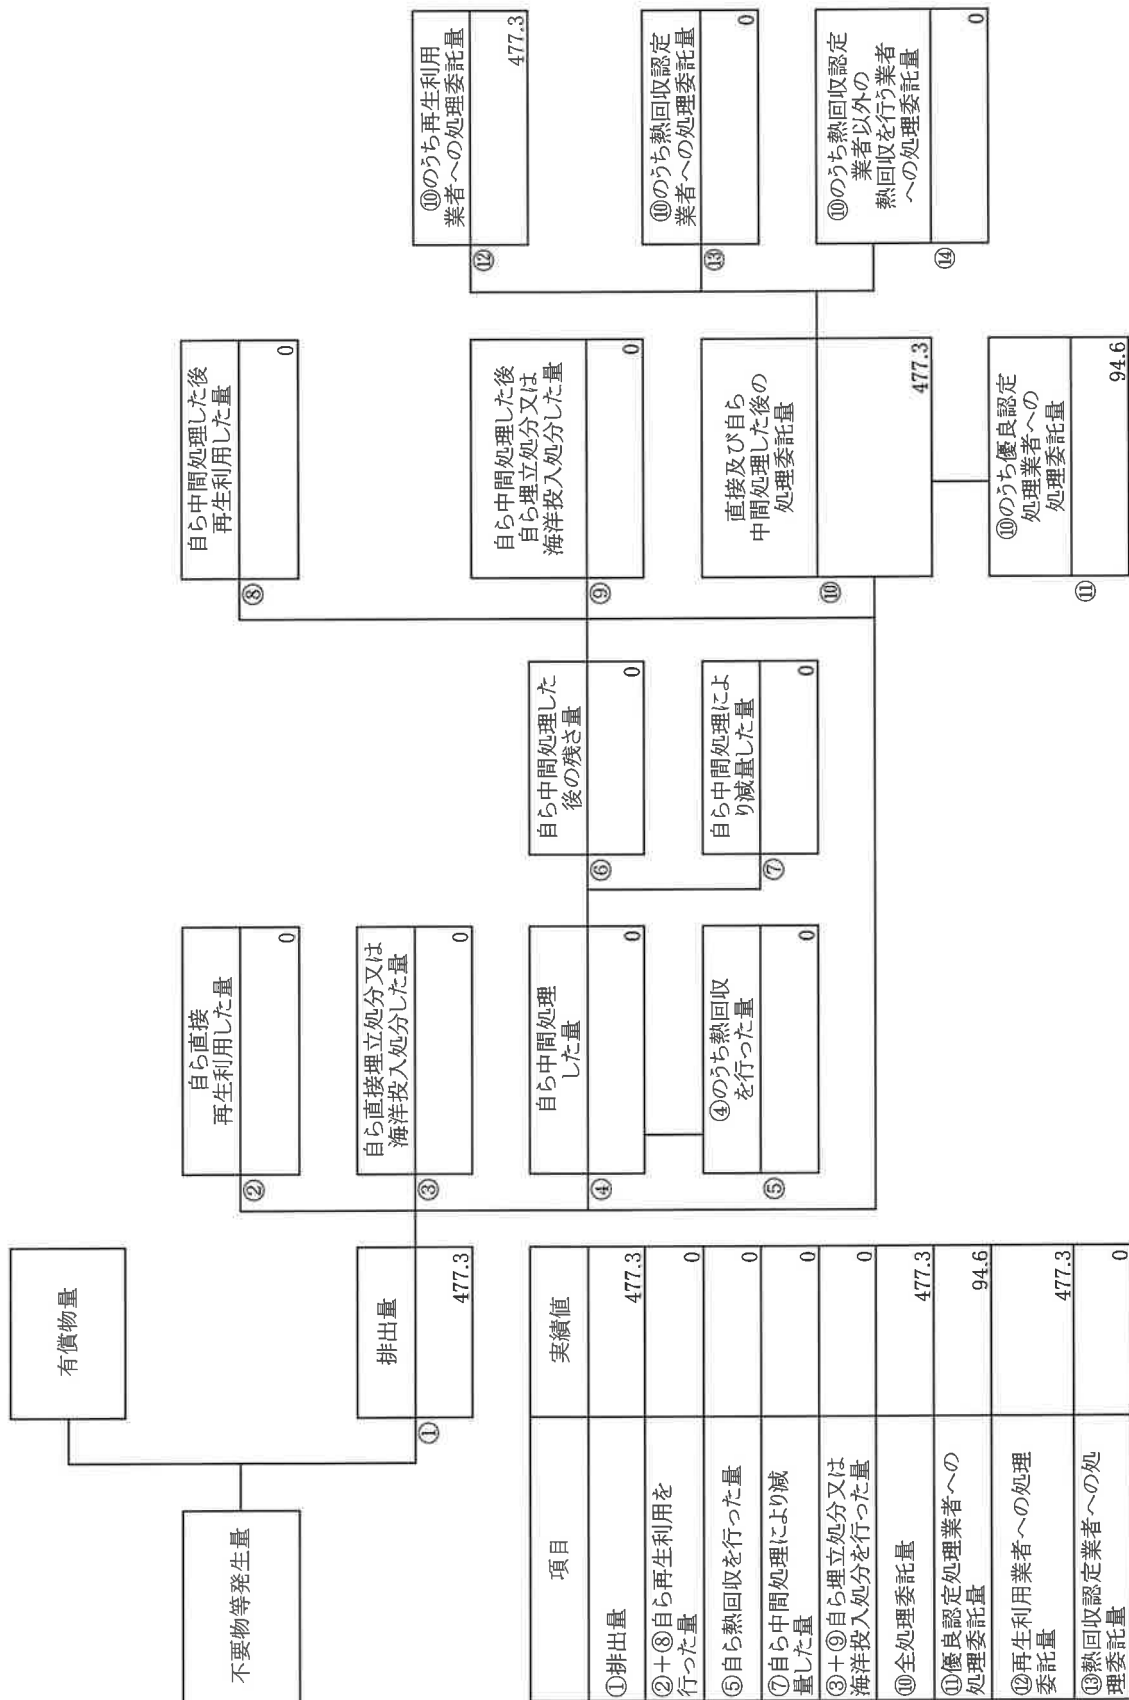 有償物量
不要物等発生量
排出量
①
477.3
自ら直接
再生利用した量
②
0
自ら直接埋立処分又は
海洋投入処分した量
③
0
自ら中間処理
した量
④
0
④のうち熱回収
を行った量
⑤
0
自ら中間処理した
後の残さ量
⑥
0
自ら中間処理によ
り減量した量
⑦
0
自ら中間処理した後
再生利用した量
⑧
0
自ら中間処理した後
自ら埋立処分又は
海洋投入処分した量
⑨
0
直接及び自ら
中間処理した後の
処理委託量
⑩
477.3
⑩のうち優良認定
処理業者への
処理委託量
⑪
94.6
⑩のうち再生利用
業者への処理委託量
⑫
477.3
⑩のうち熱回収認定
業者への処理委託量
⑬
0
⑩のうち熱回収認定
業者以外の
熱回収を行う業者
への処理委託量
⑭
0
項目 実績値
①排出量 477.3
②+⑧自ら再生利用を
行った量 0
⑤自ら熱回収を行った量 0
⑦自ら中間処理により減
量した量 0
③+⑨自ら埋立処分又は
海洋投入処分を行った量 0
⑩全処理委託量 477.3
⑪優良認定処理業者への
処理委託量 94.6
⑫再生利用業者への処理
委託量 477.3
⑬熱回収認定業者への処
理委託量 0